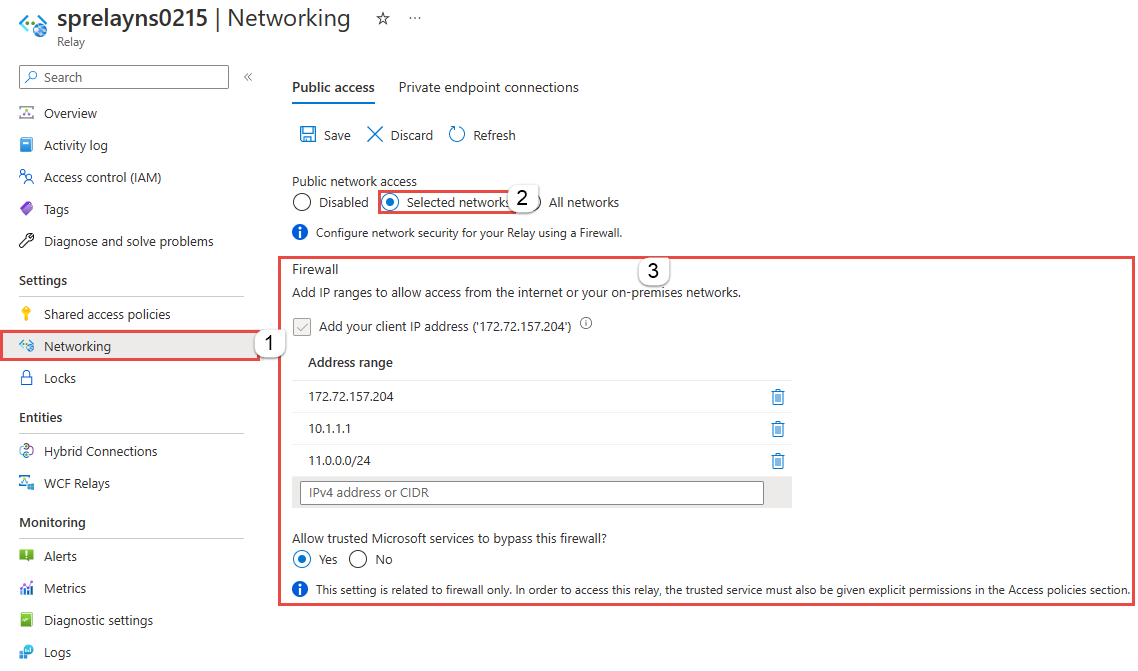 sprelayns0215 | Networking
Relay
Search
Overview
Activity log
Access control (IAM)
Tags
Diagnose and solve problems
Settings
Shared access policies
Networking
1
Locks
Entities
Hybrid Connections
WCF Relays
Monitoring
Alerts
Metrics
Diagnostic settings
Logs
Public access Private endpoint connections
Save Discard Refresh
Public network access
Disabled Selected networks 2 All networks
Configure network security for your Relay using a Firewall.
Firewall
3
Add IP ranges to allow access from the internet or your on-premises networks.
Add your client IP address ('172.72.157.204')
Address range
172.72.157.204
10.1.1.1
11.0.0.0/24
IPv4 address or CIDR
Allow trusted Microsoft services to bypass this firewall?
Yes No
This setting is related to firewall only. In order to access this relay, the trusted service must also be given explicit permissions in the Access policies section.